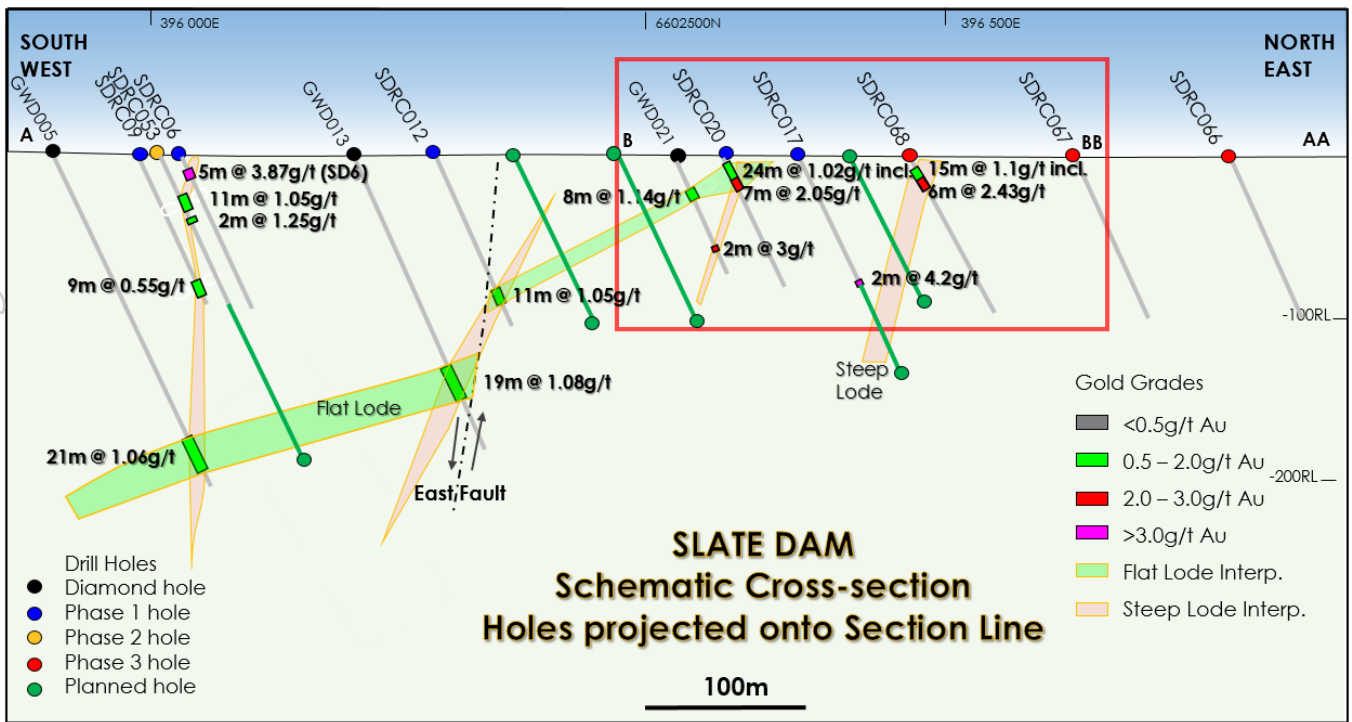 396 000E
6602500N
396 500E
SOUTH
WEST
NORTH
EAST
GWD005
SDRC09
SDRC053
SDRC06
GWD013
SDRC012
GWD021
SDRC020
SDRC017
SDRC068
SDRC067
SDRC066
A
B
BB
AA
5m @ 3.87g/t (SD6)
11m @ 1.05g/t
2m @ 1.25g/t
9m @ 0.55g/t
21m @ 1.06g/t
Flat Lode
19m @ 1.08g/t
11m @ 1.05g/t
East Fault
8m @ 1.14g/t
24m @ 1.02g/t incl.
7m @ 2.05g/t
2m @ 3g/t
15m @ 1.1g/t incl.
6m @ 2.43g/t
2m @ 4.2g/t
Steep
Lode
-100RL
-200RL
Gold Grades
<0.5g/t Au
0.5 – 2.0g/t Au
2.0 – 3.0g/t Au
>3.0g/t Au
Flat Lode Interp.
Steep Lode Interp.
Drill Holes
Diamond hole
Phase 1 hole
Phase 2 hole
Phase 3 hole
Planned hole
SLATE DAM
Schematic Cross-section
Holes projected onto Section Line
100m